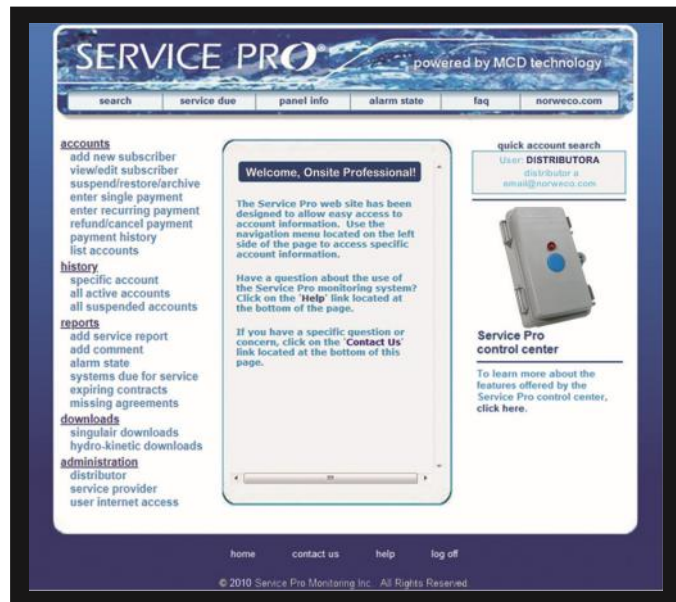 SERVICE PRO
powered by MCD technology
search service due panel info alarm state faq norweco.com
accounts
add new subscriber
view/edit subscriber
suspend/restore/archive
enter single payment
enter recurring payment
refund/cancel payment
payment history
list accounts
history
specific account
all active accounts
all suspended accounts
reports
add service report
add comment
alarm state
systems due for service
expiring contracts
missing agreements
downloads
singulair downloads
hydro-kinetic downloads
administration
distributor
service provider
user internet access
Welcome, Onsite Professional!
The Service Pro web site has been
designed to allow easy access to
account information. Use the
navigation menu located on the left
side of the page to access specific
account information.
Have a question about the use of
the Service Pro monitoring system?
Click on the 'Help' link located at
the bottom of the page.
If you have a specific question or
concern, click on the 'Contact Us'
link located at the bottom of this
page.
quick account search
User: DISTRIBUTORA
distributor a
email@norweco.com
Service Pro
control center
To learn more about the
features offered by the
Service Pro control center,
click here.
home contact us help log off
© 2010 Service Pro Monitoring Inc. All Rights Reserved